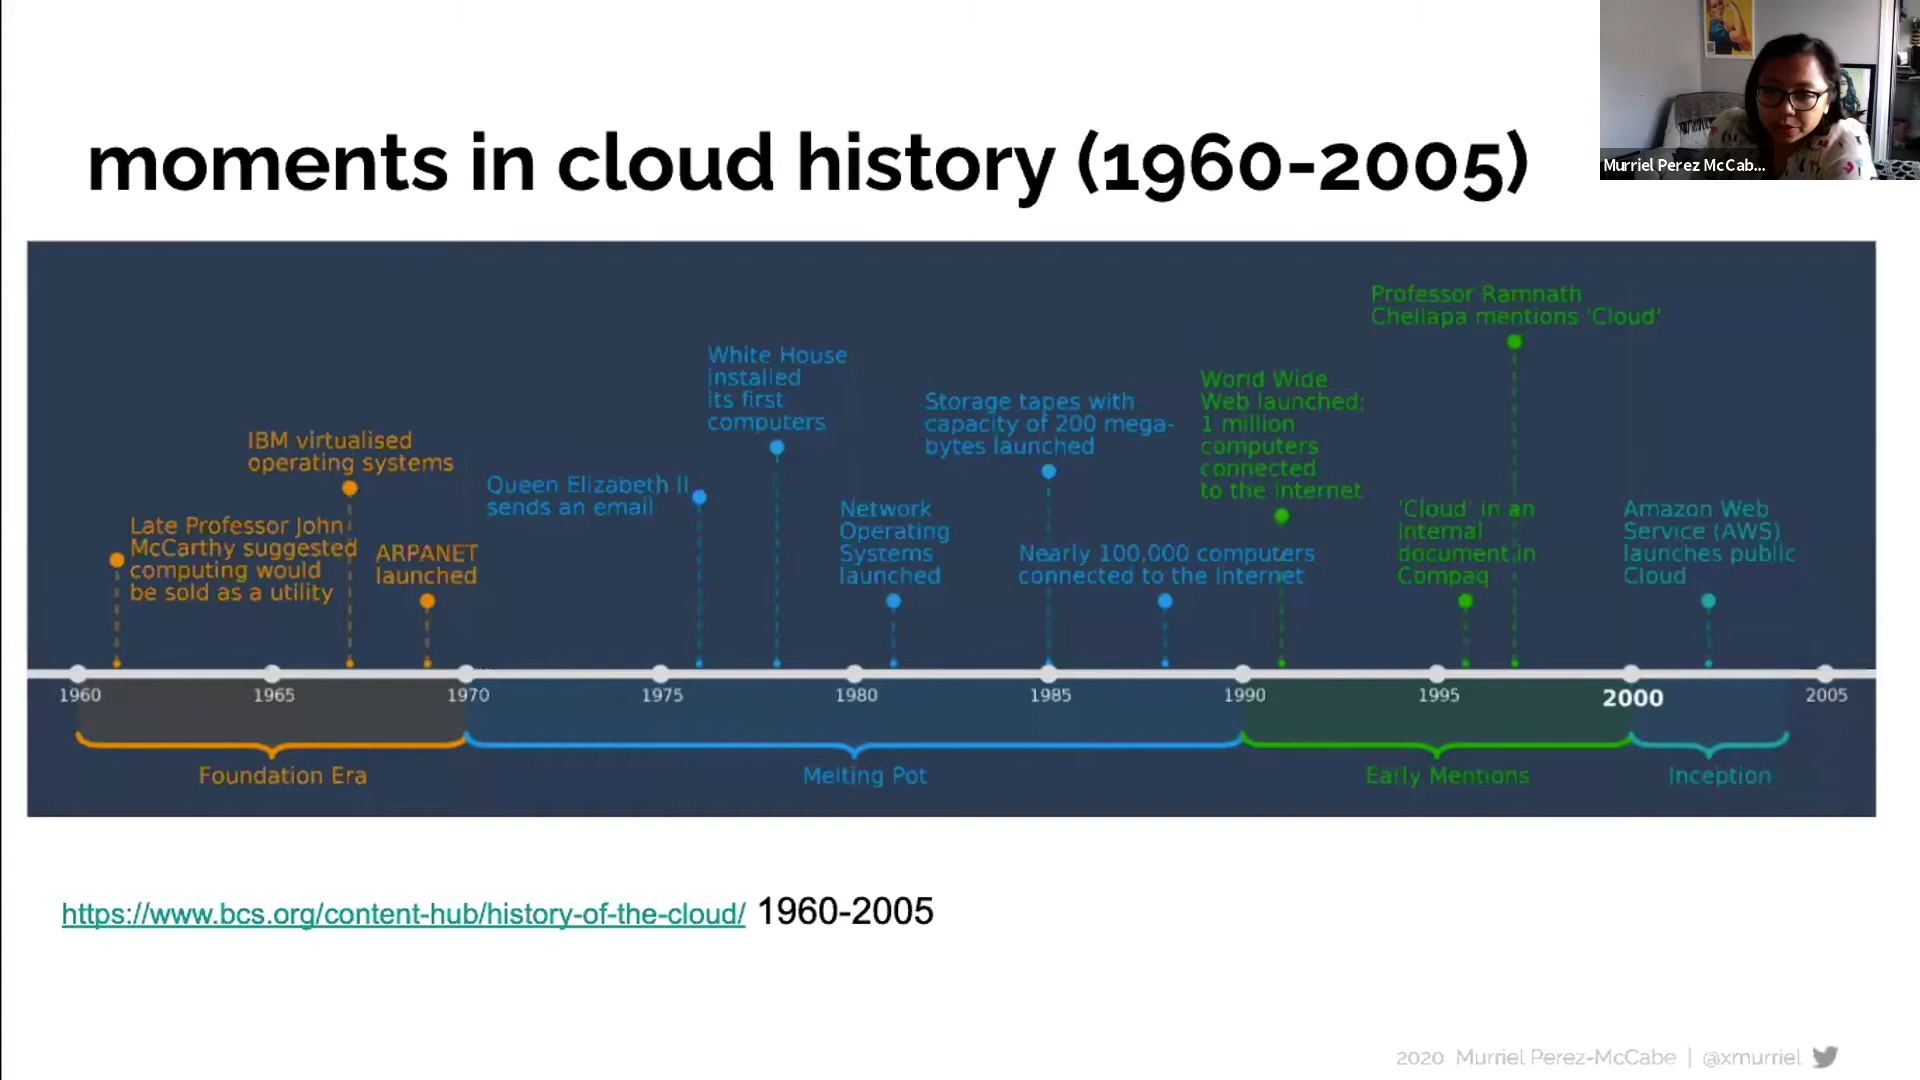 moments in cloud history (1960-2005)
Murriel Perez McCab...
Professor Ramnath
Chellapa mentions 'Cloud'
White House
installed
its first
computers
World Wide
Web launched;
1 million
computers
connected
to the internet
Storage tapes with
capacity of 200 mega-
bytes launched
IBM virtualised
operating systems
Queen Elizabeth II
sends an email
Network
Operating
Systems
launched
'Cloud' in an
internal
document in
Compaq
Amazon Web
Service (AWS)
launches public
Cloud
Late Professor John
McCarthy suggested
computing would
be sold as a utility
ARPANET
launched
Nearly 100,000 computers
connected to the internet
1960 1965 1970 1975 1980 1985 1990 1995 2000 2005
Foundation Era Melting Pot Early Mentions Inception
https://www.bcs.org/content-hub/history-of-the-cloud/ 1960-2005
2020 Murriel Perez-McCabe | @xmurriel